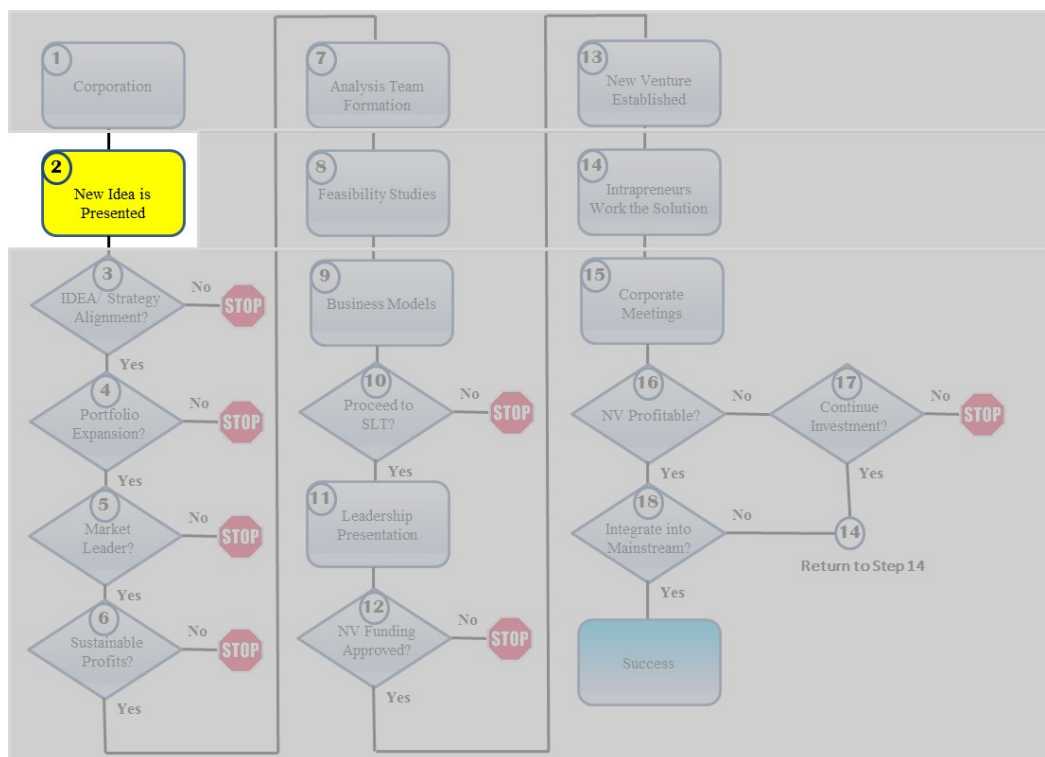 1
Corporation
2
New Idea is
Presented
3
IDEA/ Strategy
Alignment?
No
STOP
Yes
4
Portfolio
Expansion?
No
STOP
Yes
5
Market
Leader?
No
STOP
Yes
6
Sustainable
Profits?
No
STOP
Yes
7
Analysis Team
Formation
8
Feasibility Studies
9
Business Models
10
Proceed to
SLT?
No
STOP
Yes
11
Leadership
Presentation
12
NV Funding
Approved?
No
STOP
Yes
13
New Venture
Established
14
Intrapreneurs
Work the Solution
15
Corporate
Meetings
16
NV Profitable?
No
17
Continue
Investment?
No
STOP
Yes
Yes
18
Integrate into
Mainstream?
No
14
Return to Step 14
Yes
Success